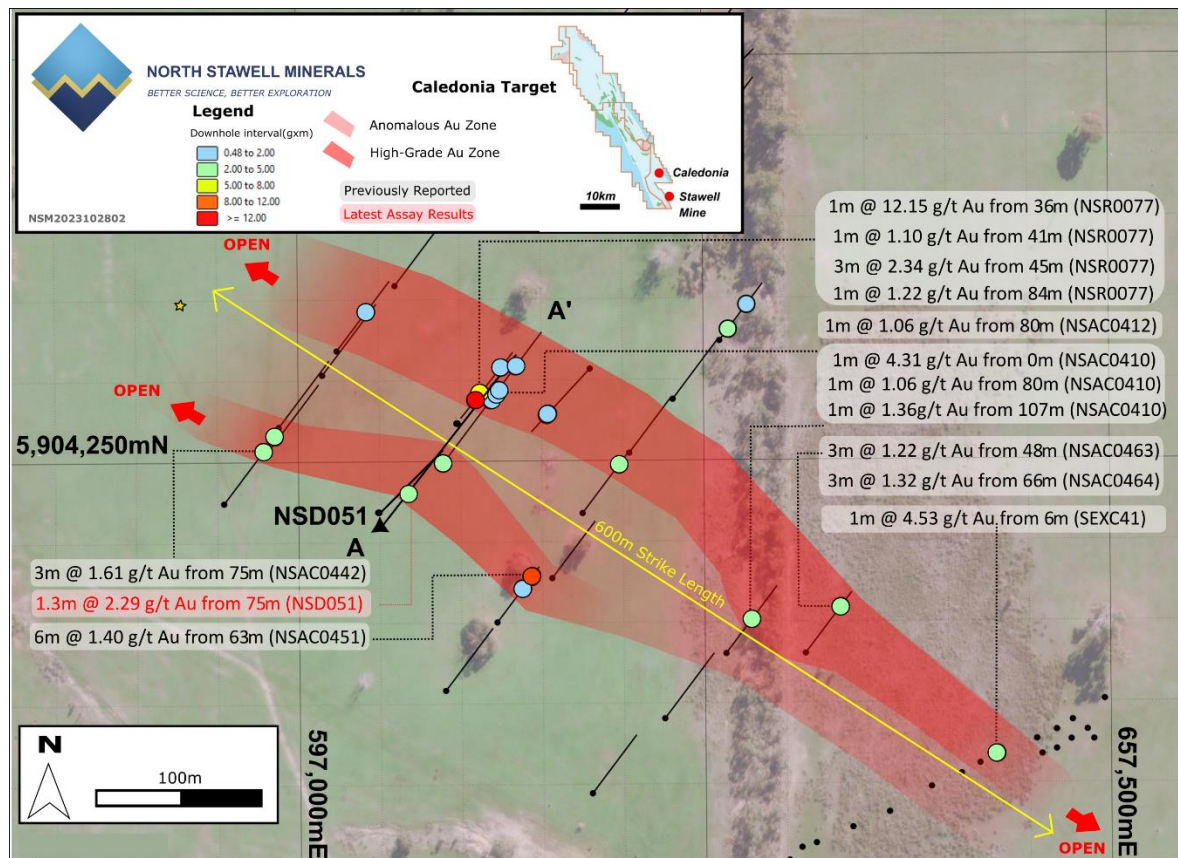 NORTH STAWELL MINERALS
BETTER SCIENCE, BETTER EXPLORATION
Legend
Downhole interval(gxm)
0.48 to 2.00
2.00 to 5.00
5.00 to 8.00
8.00 to 12.00
>= 12.00
NSM2023102802
Caledonia Target
Anomalous Au Zone
High-Grade Au Zone
Previously Reported
Latest Assay Results
10km
Caledonia
Stawell
Mine
OPEN
OPEN
A'
1m @ 12.15 g/t Au from 36m (NSR0077)
1m @ 1.10 g/t Au from 41m (NSR0077)
3m @ 2.34 g/t Au from 45m (NSR0077)
1m @ 1.22 g/t Au from 84m (NSR0077)
1m @ 1.06 g/t Au from 80m (NSAC0412)
1m @ 4.31 g/t Au from 0m (NSAC0410)
1m @ 1.06 g/t Au from 80m (NSAC0410)
1m @ 1.36g/t Au from 107m (NSAC0410)
3m @ 1.22 g/t Au from 48m (NSAC0463)
3m @ 1.32 g/t Au from 66m (NSAC0464)
1m @ 4.53 g/t Au from 6m (SEXC41)
5,904,250mN
NSD051
A
600m Strike Length
3m @ 1.61 g/t Au from 75m (NSAC0442)
1.3m @ 2.29 g/t Au from 75m (NSD051)
6m @ 1.40 g/t Au from 63m (NSAC0451)
N
100m
597,000mE
657,500mE
OPEN